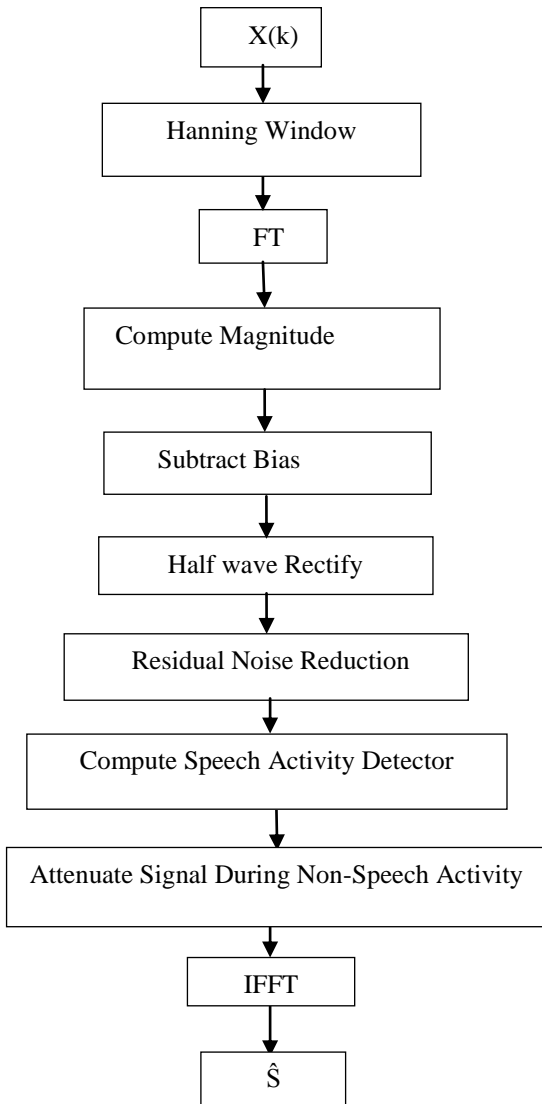 X(k)
Hanning Window
FT
Compute Magnitude
Subtract Bias
Half wave Rectify
Residual Noise Reduction
Compute Speech Activity Detector
Attenuate Signal During Non-Speech Activity
IFFT
Ŝ